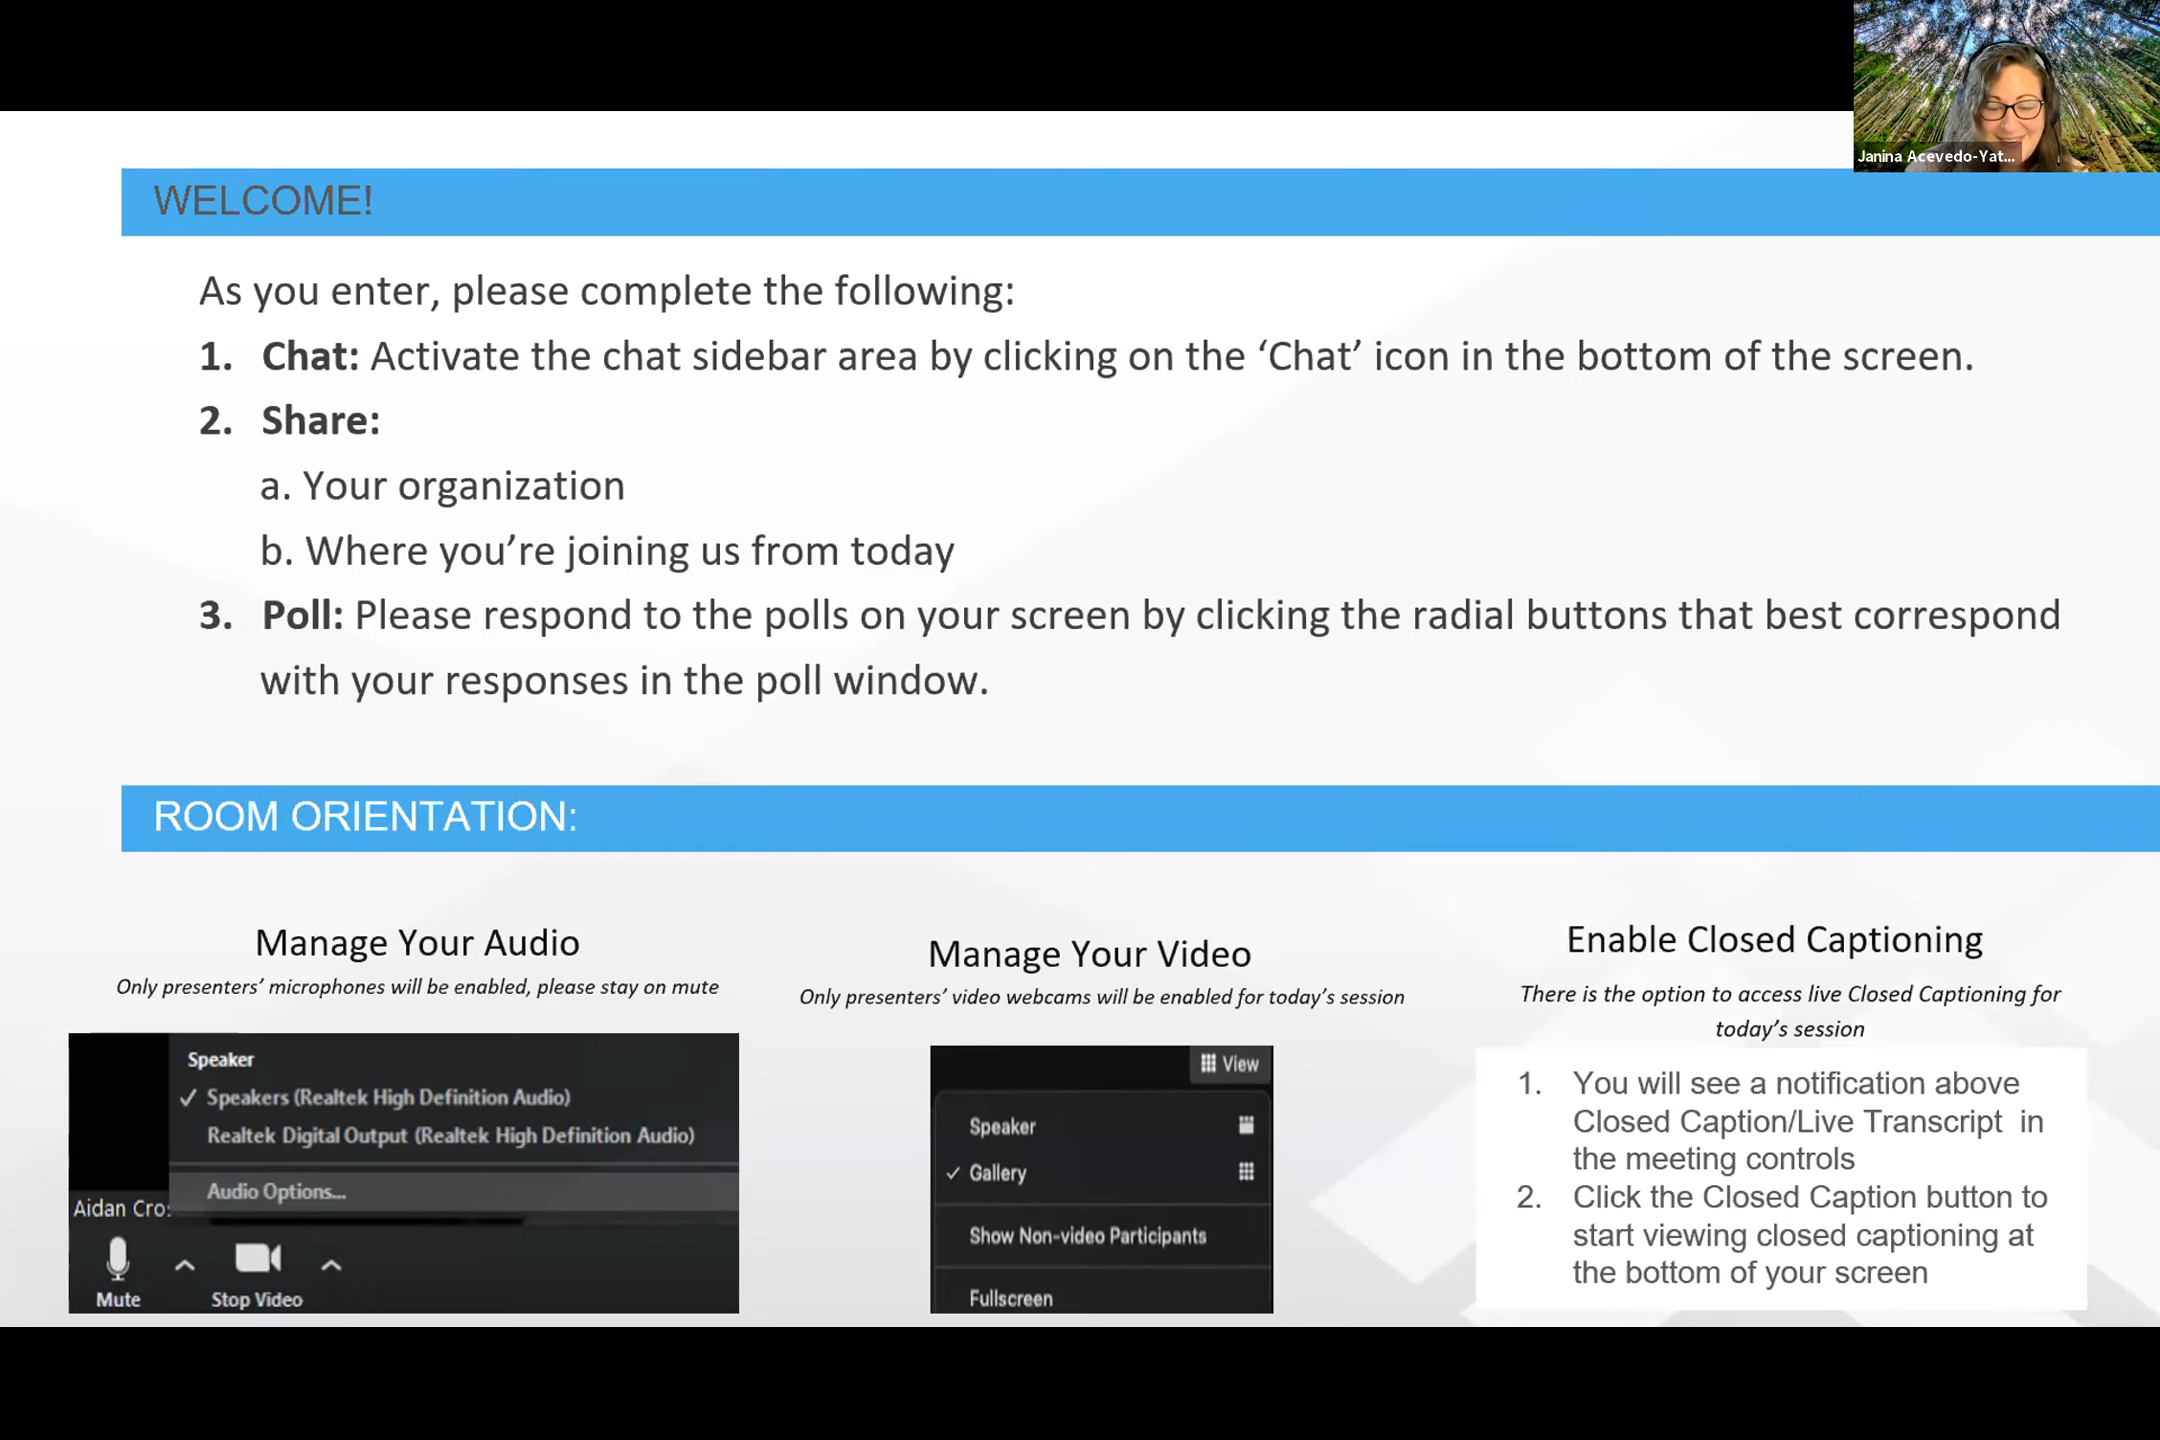 Janina Acevedo-Yat...
WELCOME!
As you enter, please complete the following:
1. Chat: Activate the chat sidebar area by clicking on the ‘Chat’ icon in the bottom of the screen.
2. Share:
a. Your organization
b. Where you’re joining us from today
3. Poll: Please respond to the polls on your screen by clicking the radial buttons that best correspond
with your responses in the poll window.
ROOM ORIENTATION:
Manage Your Audio
Only presenters’ microphones will be enabled, please stay on mute
Speaker
✓ Speakers (Realtek High Definition Audio)
Realtek Digital Output (Realtek High Definition Audio)
Audio Options...
Aidan Cro
Mute
Stop Video
Manage Your Video
Only presenters’ video webcams will be enabled for today’s session
View
Speaker
✓ Gallery
Show Non-video Participants
Fullscreen
Enable Closed Captioning
There is the option to access live Closed Captioning for
today’s session
1. You will see a notification above
Closed Caption/Live Transcript in
the meeting controls
2. Click the Closed Caption button to
start viewing closed captioning at
the bottom of your screen